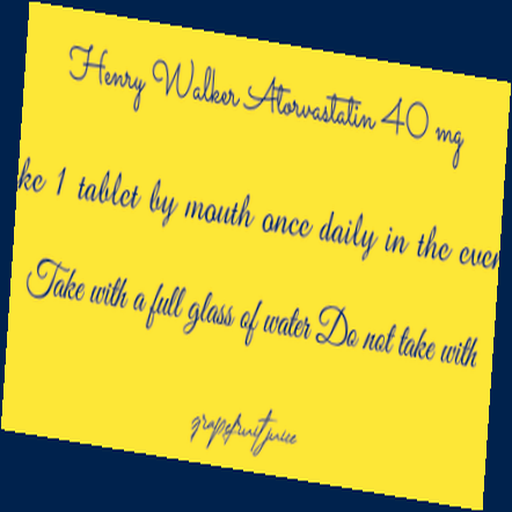 Henry Walker Atorvastatin 40 mg
ke 1 tablet by mouth once daily in the even
Take with a full glass of water Do not take with
grapefruit juice